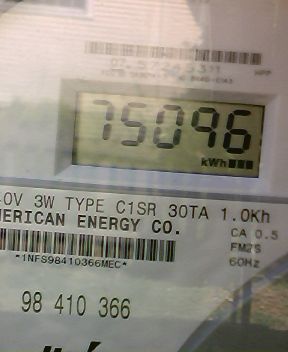 75096
kWh
0V 3W TYPE C1SR 30TA 1.0Kh
MERICAN ENERGY CO.
CA 0.5
FM2S
60Hz
*1NFS98410366MEC*
98 410 366